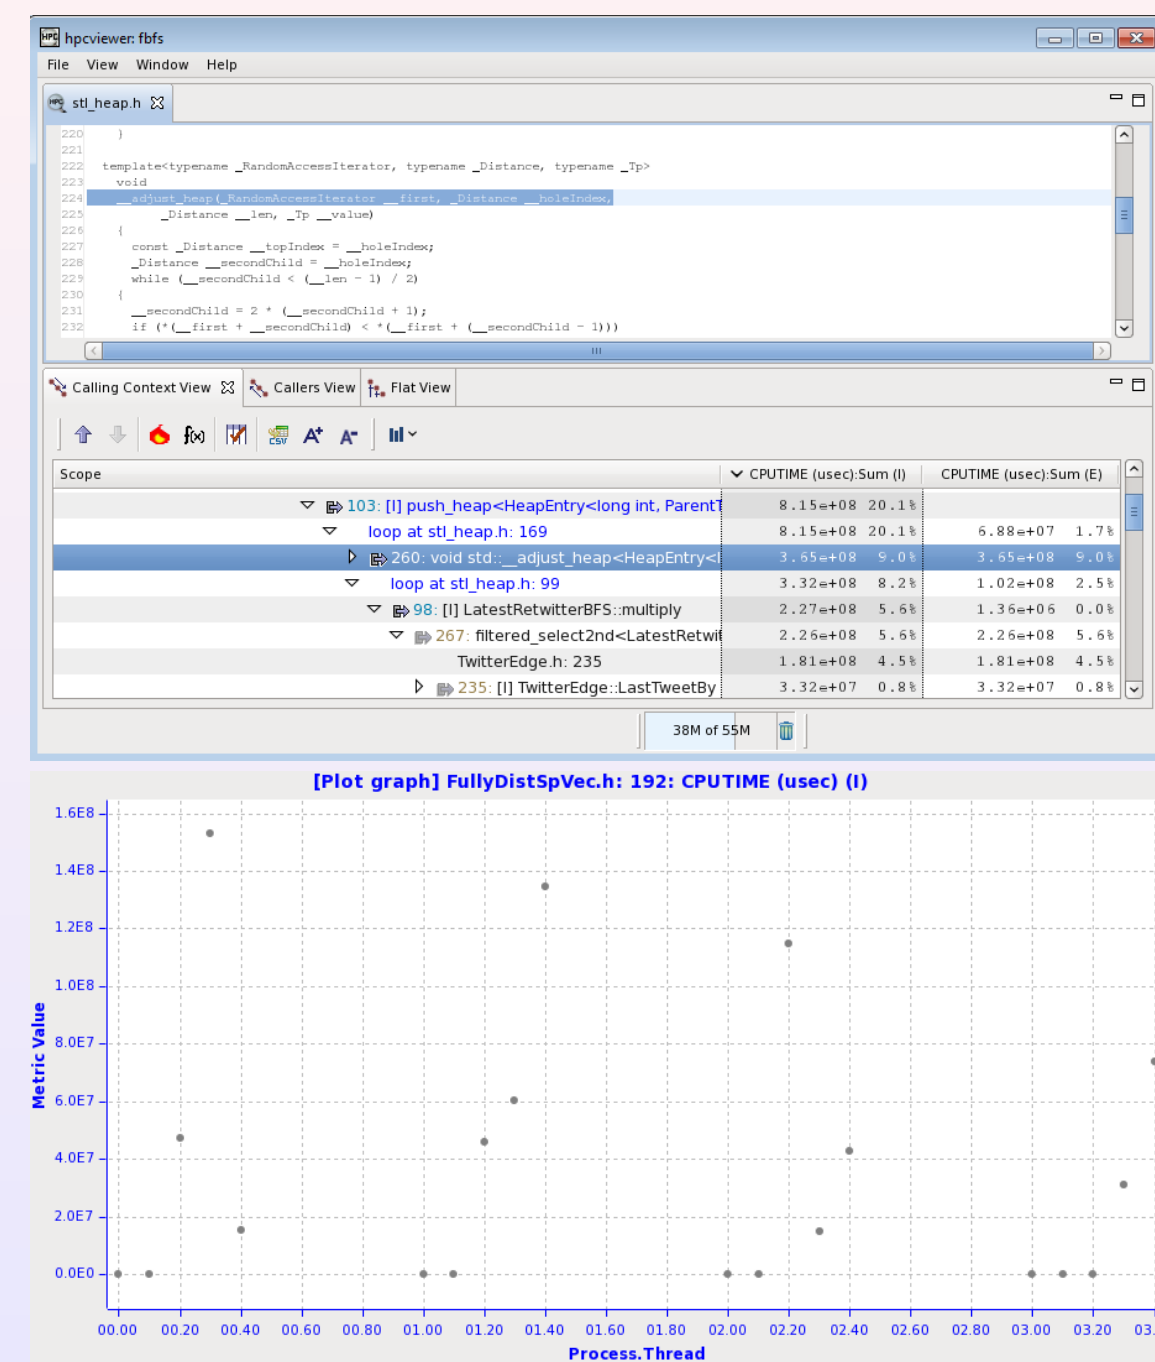 hpcviewer: fbfs
File View Window Help
stl_heap.h
220 }
221
222 template<typename _RandomAccessIterator, typename _Distance, typename _Tp>
223 void
224 __adjust_heap(_RandomAccessIterator __first, _Distance __holeIndex,
225 _Distance __len, _Tp __value)
226 {
227 const _Distance __topIndex = __holeIndex;
228 _Distance __secondChild = __holeIndex;
229 while (__secondChild < (__len - 1) / 2)
230 {
231 __secondChild = 2 * (__secondChild + 1);
232 if (*(__first + __secondChild) < *(__first + (__secondChild - 1)))
Calling Context View Callers View Flat View
f(x) CSV A+ A-
Scope CPUTIME (usec):Sum (I) CPUTIME (usec):Sum (E)
103: [I] push_heap<HeapEntry<long int, ParentT 8.15e+08 20.1%
loop at stl_heap.h: 169 8.15e+08 20.1% 6.88e+07 1.7%
260: void std::__adjust_heap<HeapEntry<l 3.65e+08 9.0% 3.65e+08 9.0%
loop at stl_heap.h: 99 3.32e+08 8.2% 1.02e+08 2.5%
98: [I] LatestRetwitterBFS::multiply 2.27e+08 5.6% 1.36e+06 0.0%
267: filtered_select2nd<LatestRetwit 2.26e+08 5.6% 2.26e+08 5.6%
TwitterEdge.h: 235 1.81e+08 4.5% 1.81e+08 4.5%
235: [I] TwitterEdge::LastTweetBy 3.32e+07 0.8% 3.32e+07 0.8%
38M of 55M
[Plot graph] FullyDistSpVec.h: 192: CPUTIME (usec) (I)
1.6E8
1.4E8
1.2E8
1.0E8
8.0E7
6.0E7
4.0E7
2.0E7
0.0E0
Metric Value
00.00 00.20 00.40 00.60 00.80 01.00 01.20 01.40 01.60 01.80 02.00 02.20 02.40 02.60 02.80 03.00 03.20 03.
Process.Thread